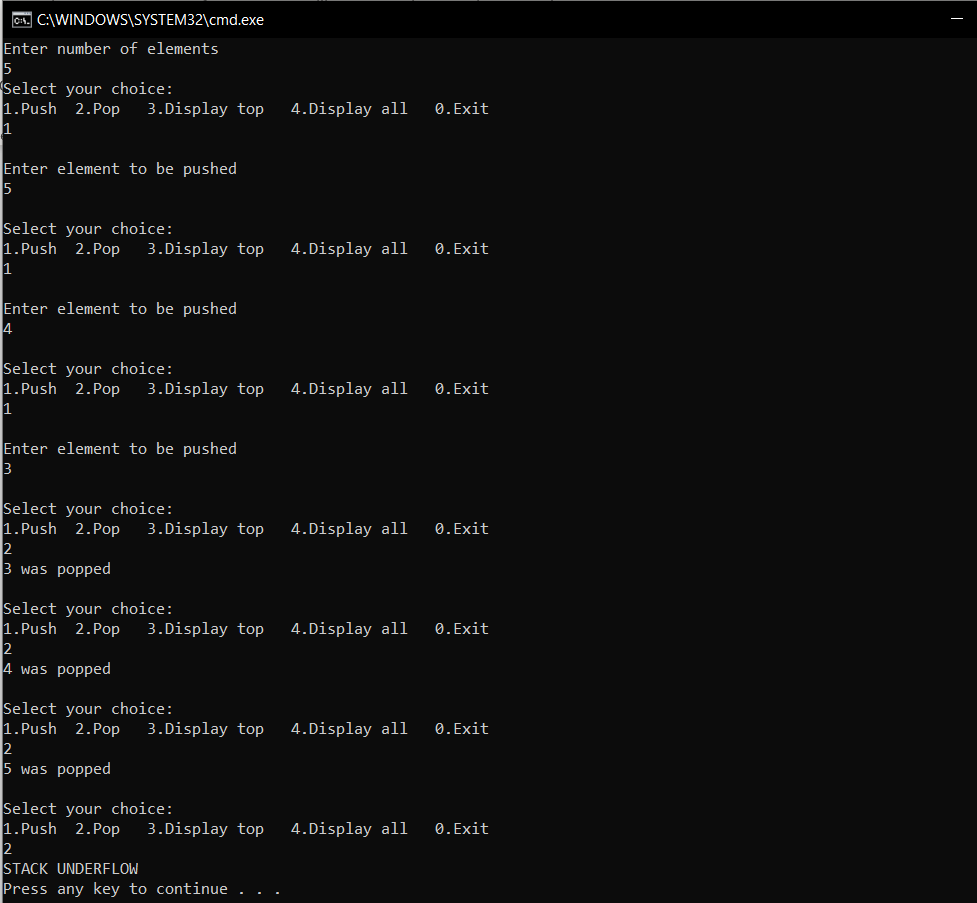 C:\WINDOWS\SYSTEM32\cmd.exe
Enter number of elements
5
Select your choice:
1.Push  2.Pop   3.Display top   4.Display all   0.Exit
1

Enter element to be pushed
5

Select your choice:
1.Push  2.Pop   3.Display top   4.Display all   0.Exit
1

Enter element to be pushed
4

Select your choice:
1.Push  2.Pop   3.Display top   4.Display all   0.Exit
1

Enter element to be pushed
3

Select your choice:
1.Push  2.Pop   3.Display top   4.Display all   0.Exit
2
3 was popped

Select your choice:
1.Push  2.Pop   3.Display top   4.Display all   0.Exit
2
4 was popped

Select your choice:
1.Push  2.Pop   3.Display top   4.Display all   0.Exit
2
5 was popped

Select your choice:
1.Push  2.Pop   3.Display top   4.Display all   0.Exit
2
STACK UNDERFLOW
Press any key to continue . . .